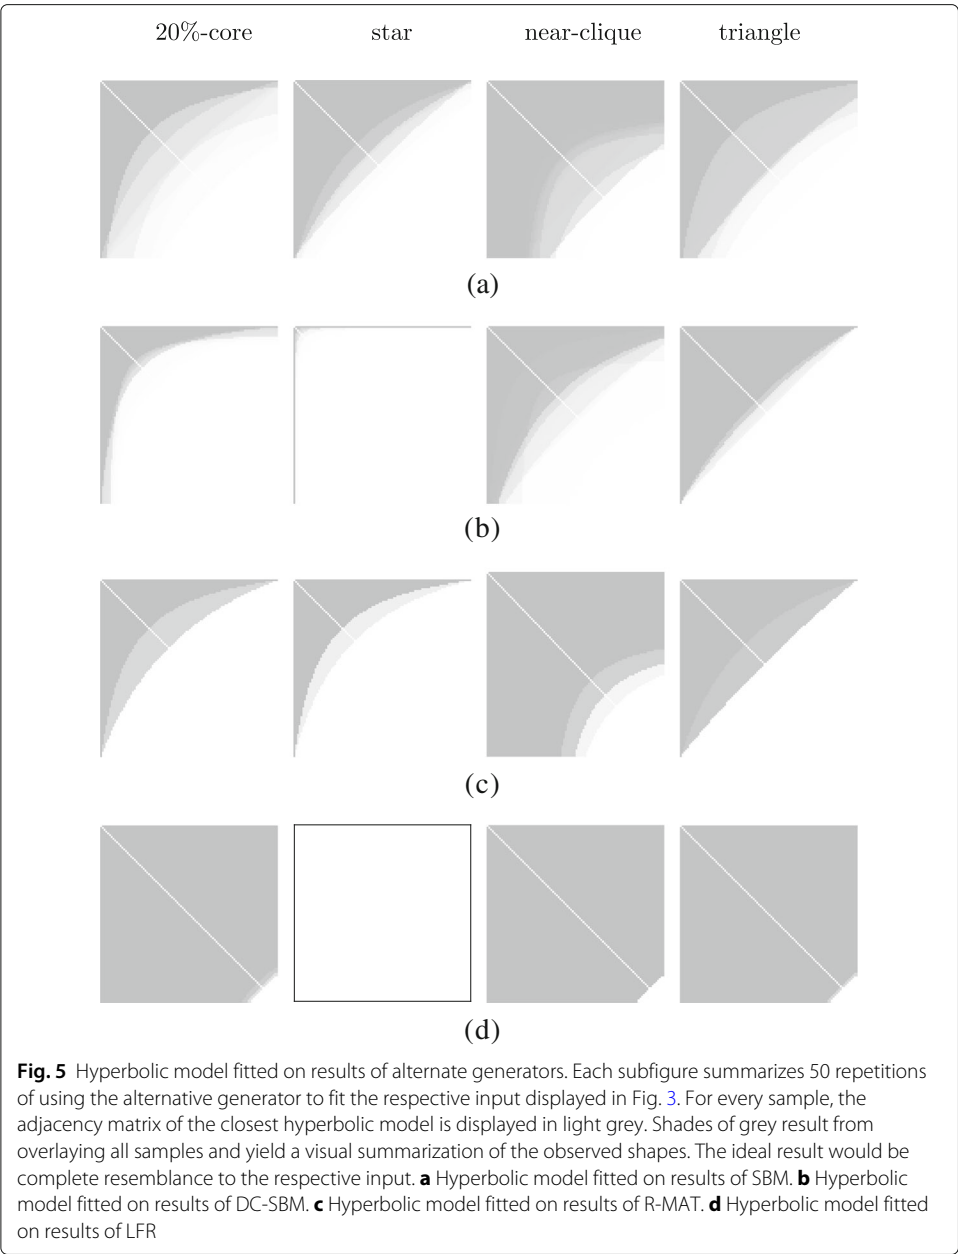 20%-core star near-clique triangle
(a)
(b)
(c)
(d)
Fig. 5 Hyperbolic model fitted on results of alternate generators. Each subfigure summarizes 50 repetitions
of using the alternative generator to fit the respective input displayed in Fig. 3. For every sample, the
adjacency matrix of the closest hyperbolic model is displayed in light grey. Shades of grey result from
overlaying all samples and yield a visual summarization of the observed shapes. The ideal result would be
complete resemblance to the respective input. a Hyperbolic model fitted on results of SBM. b Hyperbolic
model fitted on results of DC-SBM. c Hyperbolic model fitted on results of R-MAT. d Hyperbolic model fitted
on results of LFR